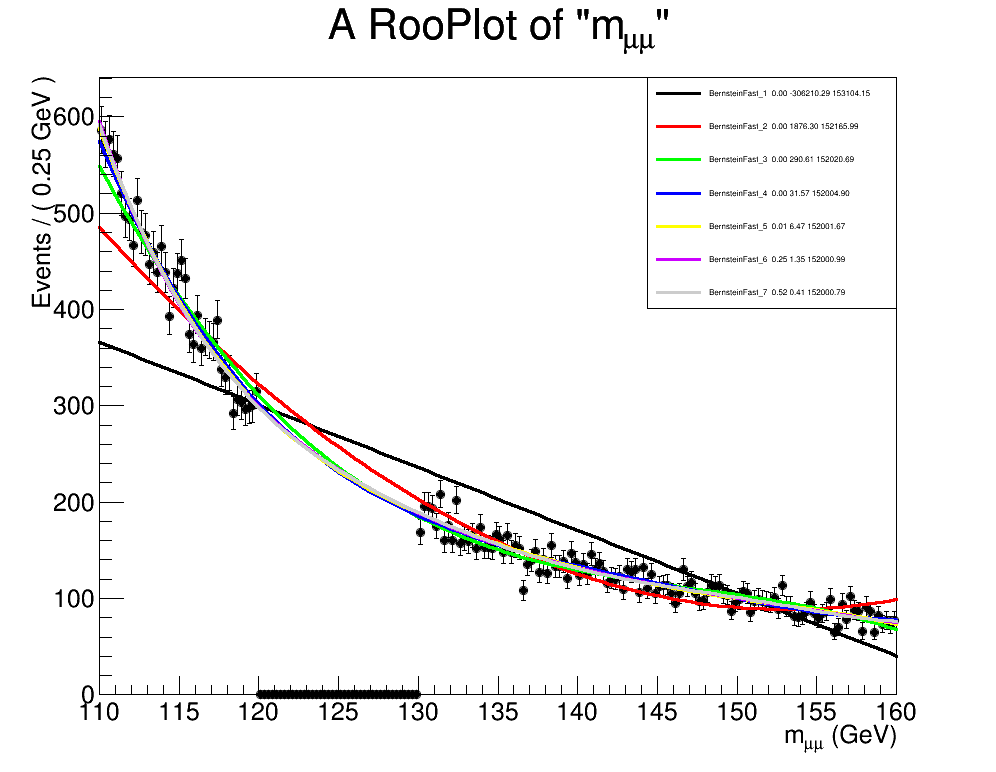 A RooPlot of "mμμ"
Events / ( 0.25 GeV )
600
500
400
300
200
100
0
110 115 120 125 130 135 140 145 150 155 160
mμμ (GeV)
BernsteinFast_1 0.00 -306210.29 153104.15
BernsteinFast_2 0.00 1876.30 152165.99
BernsteinFast_3 0.00 290.61 152020.69
BernsteinFast_4 0.00 31.57 152004.90
BernsteinFast_5 0.01 6.47 152001.67
BernsteinFast_6 0.25 1.35 152000.99
BernsteinFast_7 0.52 0.41 152000.79